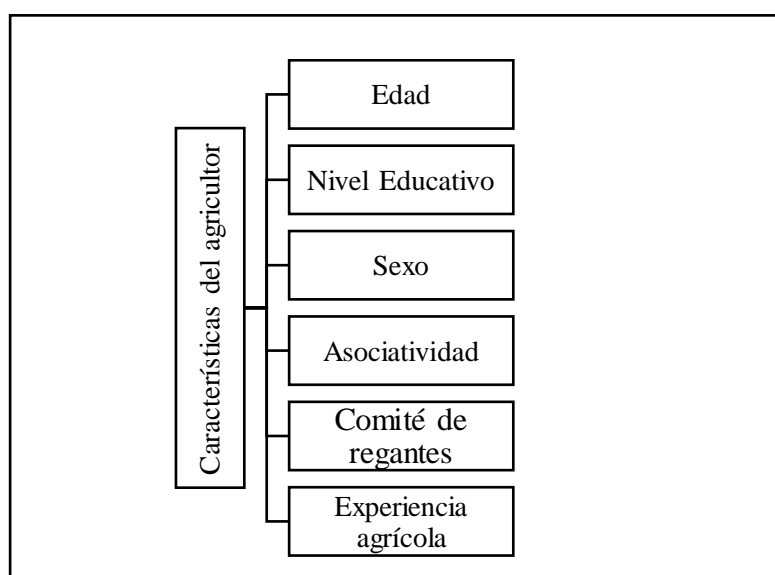 Características del agricultor
Edad
Nivel Educativo
Sexo
Asociatividad
Comité de
regantes
Experiencia
agrícola